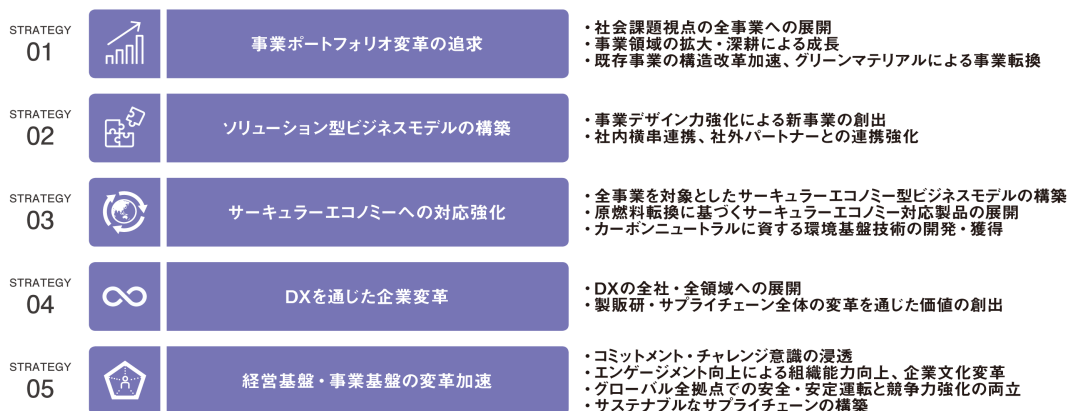 STRATEGY
01
事業ポートフォリオ変革の追求
・社会課題視点の全事業への展開
・事業領域の拡大・深耕による成長
・既存事業の構造改革加速、グリーンマテリアルによる事業転換
STRATEGY
02
ソリューション型ビジネスモデルの構築
・事業デザイン力強化による新事業の創出
・社内横串連携、社外パートナーとの連携強化
STRATEGY
03
サーキュラーエコノミーへの対応強化
・全事業を対象としたサーキュラーエコノミー型ビジネスモデルの構築
・原燃料転換に基づくサーキュラーエコノミー対応製品の展開
・カーボンニュートラルに資する環境基盤技術の開発・獲得
STRATEGY
04
DXを通じた企業変革
・DXの全社・全領域への展開
・製販研・サプライチェーン全体の変革を通じた価値の創出
STRATEGY
05
経営基盤・事業基盤の変革加速
・コミットメント・チャレンジ意識の浸透
・エンゲージメント向上による組織能力向上、企業文化変革
・グローバル全拠点での安全・安定運転と競争力強化の両立
・サステナブルなサプライチェーンの構築